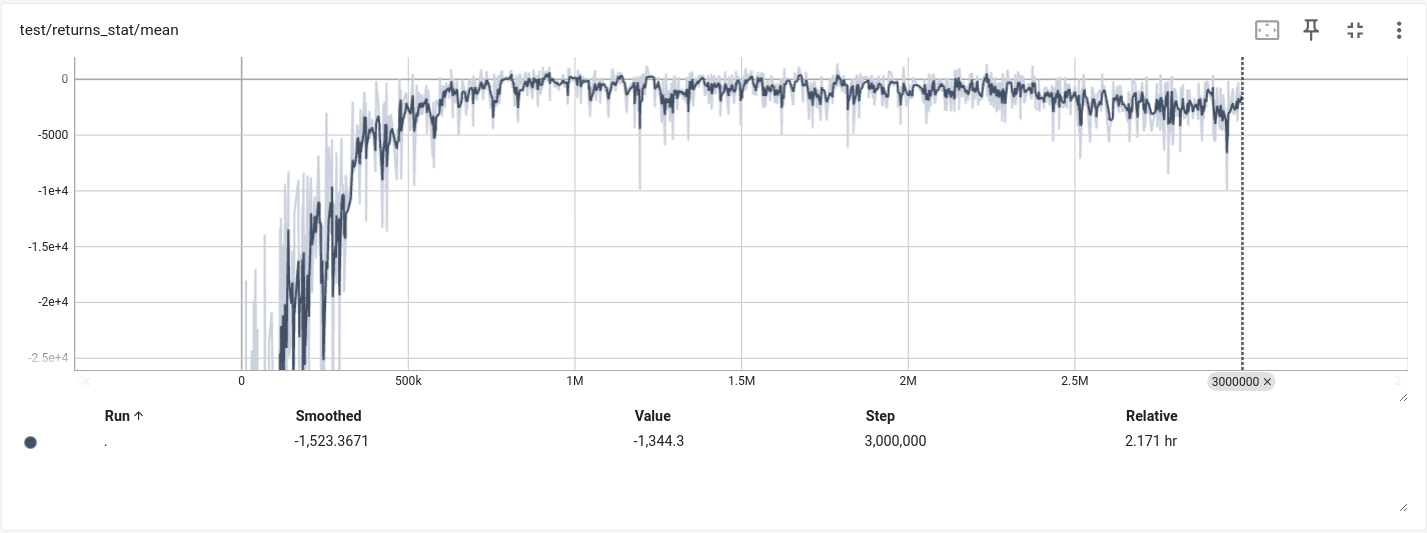 test/returns_stat/mean
0
-5000
-1e+4
-1.5e+4
-2e+4
-2.5e+4
0 500k 1M 1.5M 2M 2.5M 3000000 ×
Run ↑ Smoothed Value Step Relative
. -1,523.3671 -1,344.3 3,000,000 2.171 hr